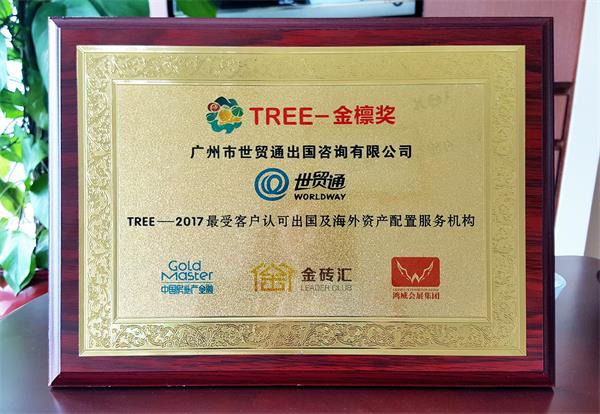 TREE—金檩奖
广州市世贸通出国咨询有限公司
世贸通
WORLDWAY
TREE——2017最受客户认可出国及海外资产配置服务机构
Gold
Master
中国房地产金融
金砖汇
LEADER CLUB
鸿威会展集团